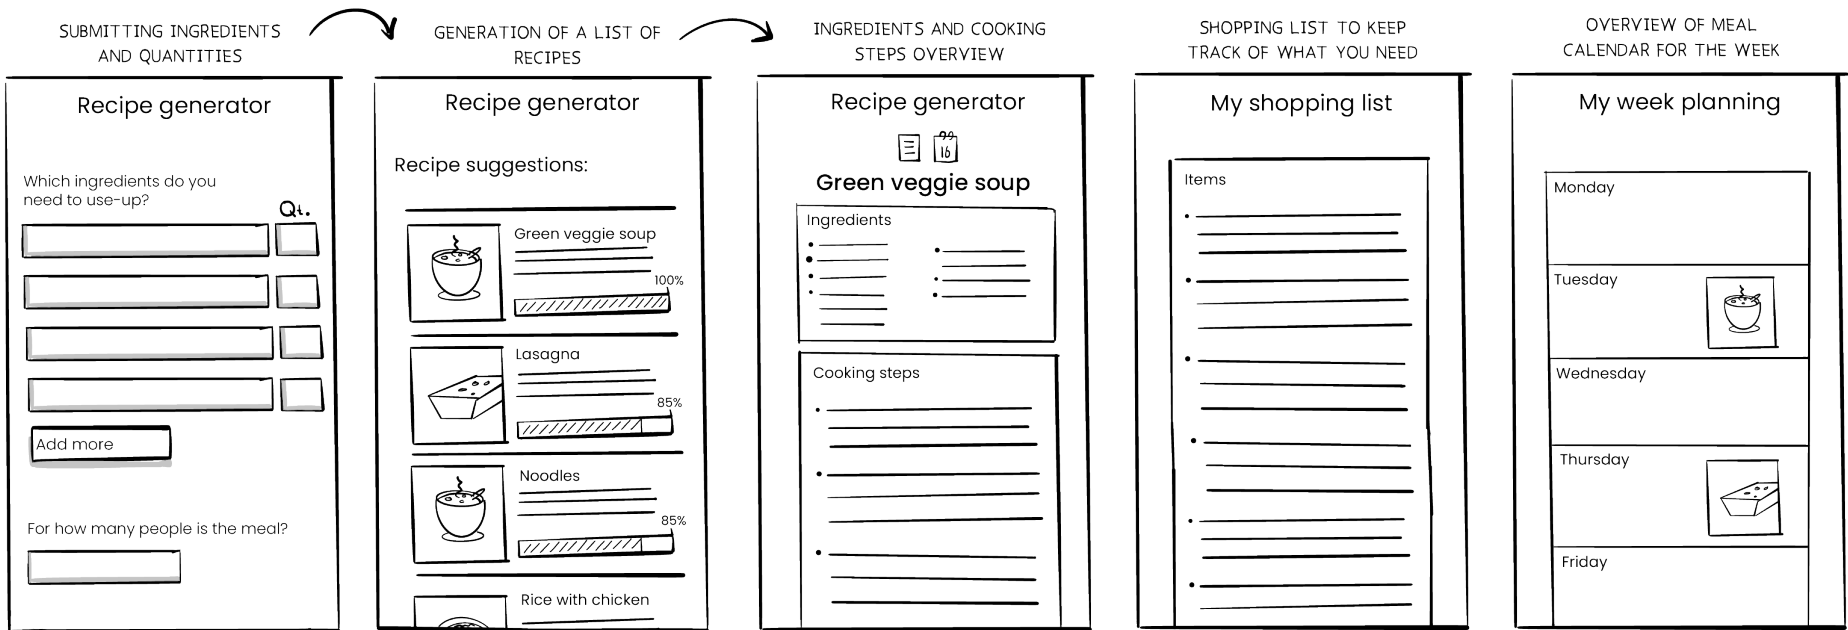 SUBMITTING INGREDIENTS
AND QUANTITIES
Recipe generator
Which ingredients do you
need to use-up?
Qt.
Add more
For how many people is the meal?
GENERATION OF A LIST OF
RECIPES
Recipe generator
Recipe suggestions:
Green veggie soup
100%
Lasagna
85%
Noodles
85%
Rice with chicken
INGREDIENTS AND COOKING
STEPS OVERVIEW
Recipe generator
16
Green veggie soup
Ingredients
Cooking steps
SHOPPING LIST TO KEEP
TRACK OF WHAT YOU NEED
My shopping list
Items
OVERVIEW OF MEAL
CALENDAR FOR THE WEEK
My week planning
Monday
Tuesday
Wednesday
Thursday
Friday